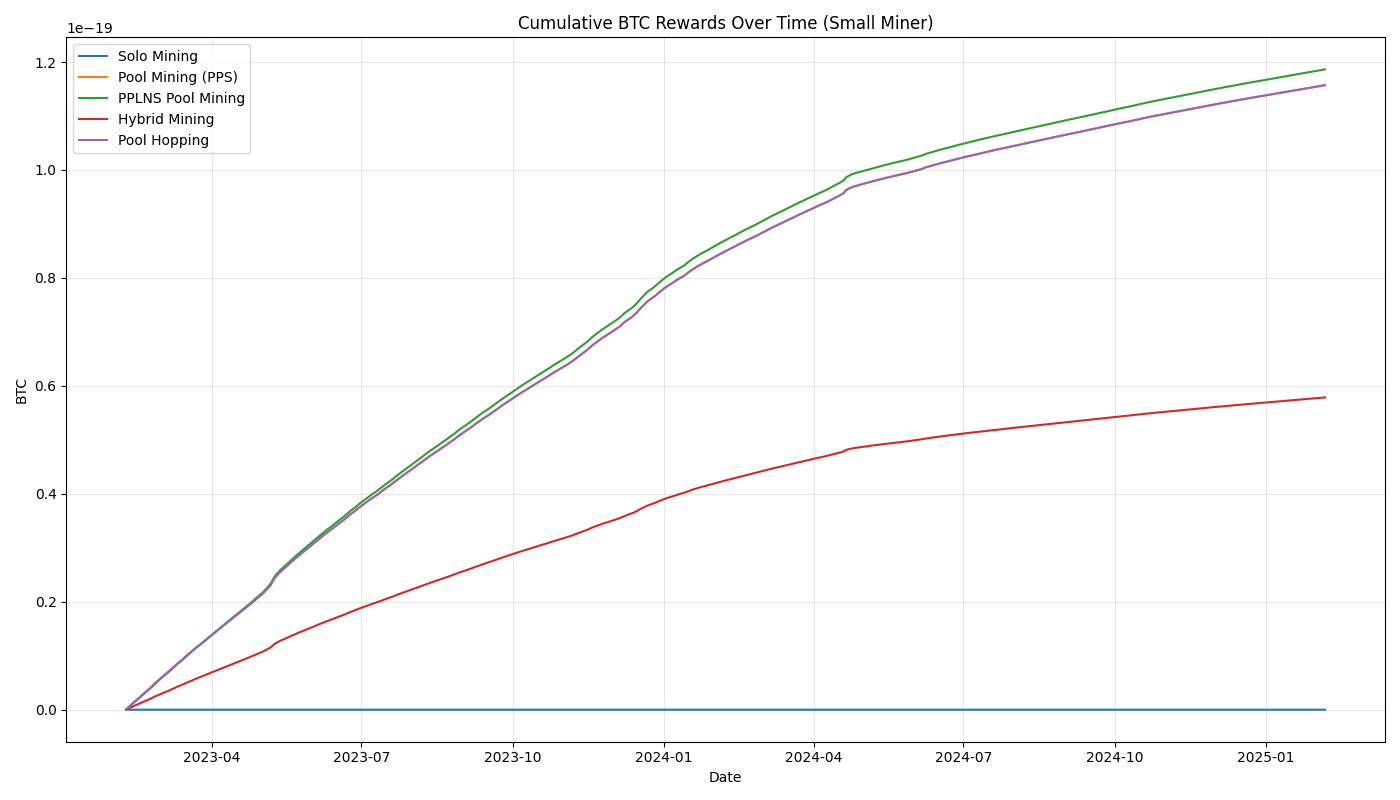 Cumulative BTC Rewards Over Time (Small Miner)
1e−19
Solo Mining
Pool Mining (PPS)
PPLNS Pool Mining
Hybrid Mining
Pool Hopping
1.2
1.0
0.8
0.6
0.4
0.2
0.0
BTC
2023-04
2023-07
2023-10
2024-01
2024-04
2024-07
2024-10
2025-01
Date